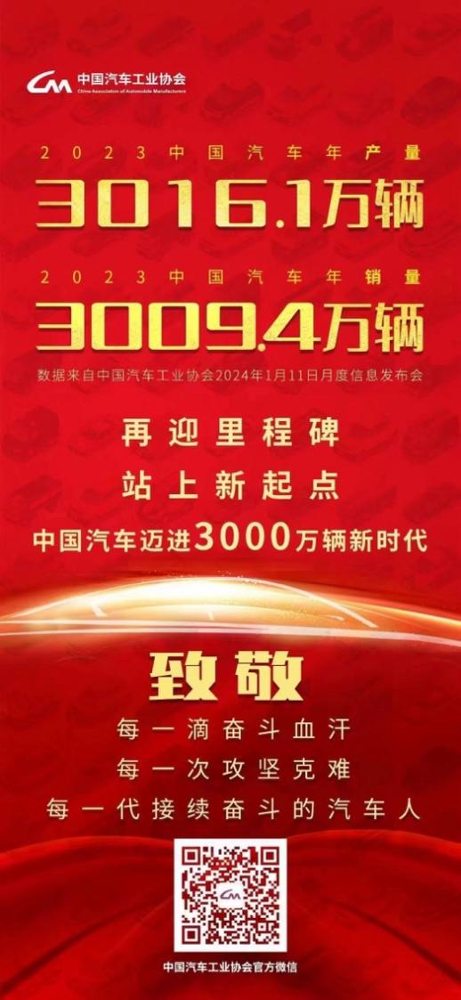 中国汽车工业协会
China Association of Automobile Manufacturers
2023中国汽车年产量
3016.1万辆
2023中国汽车年销量
3009.4万辆
数据来自中国汽车工业协会2024年1月11日月度信息发布会
再迎里程碑
站上新起点
中国汽车迈进3000万辆新时代
致敬
每一滴奋斗血汗
每一次攻坚克难
每一代接续奋斗的汽车人
中国汽车工业协会官方微信